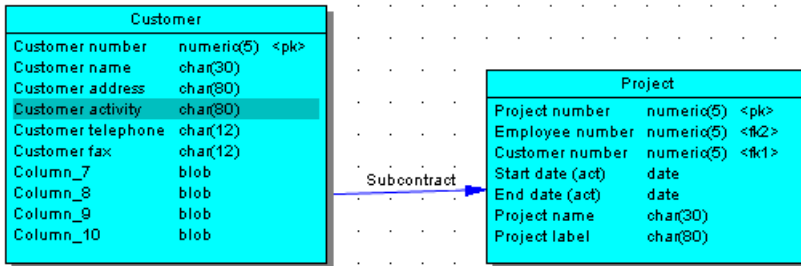 Customer
Customer number numeric(5) <pk>
Customer name char(30)
Customer address char(80)
Customer activity char(80)
Customer telephone char(12)
Customer fax char(12)
Column_7 blob
Column_8 blob
Column_9 blob
Column_10 blob
Subcontract
Project
Project number numeric(5) <pk>
Employee number numeric(5) <fk2>
Customer number numeric(5) <fk1>
Start date (act) date
End date (act) date
Project name char(30)
Project label char(80)